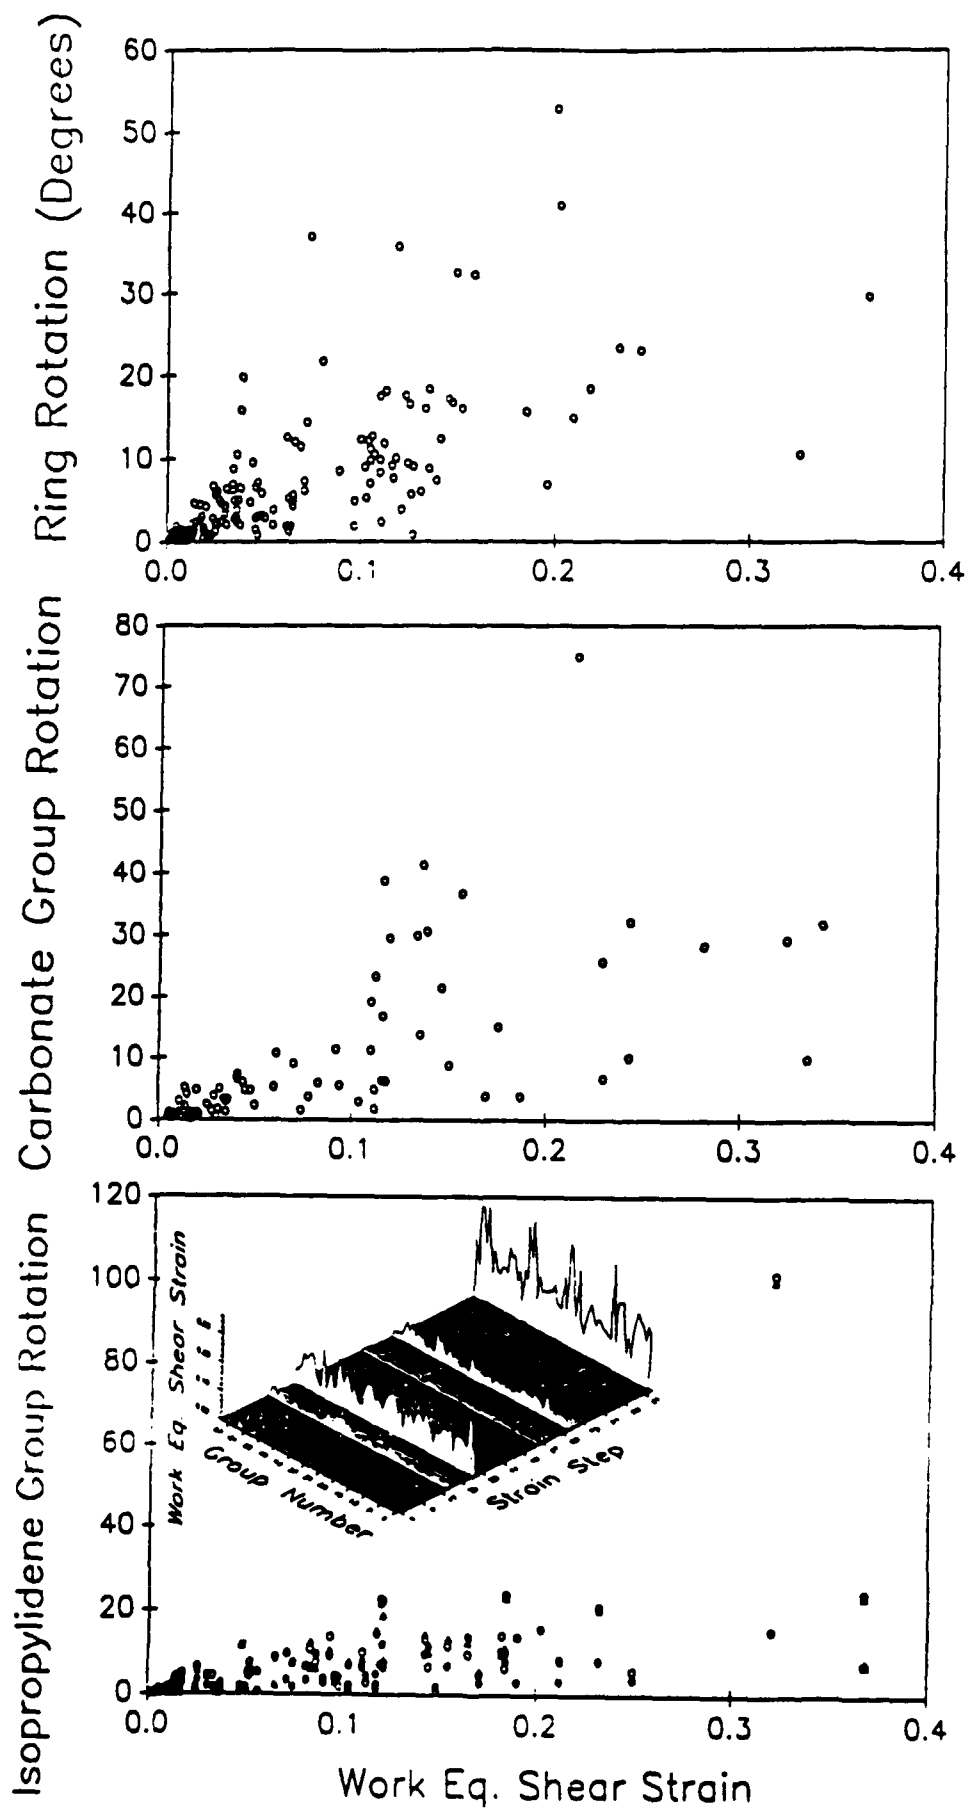 Ring Rotation (Degrees)
60
50
40
30
20
10
0
0.0 0.1 0.2 0.3 0.4
Carbonate Group Rotation
80
70
60
50
40
30
20
10
0
0.0 0.1 0.2 0.3 0.4
Isopropylidene Group Rotation
120
100
80
60
40
20
0
Work Eq. Shear Strain
Group Number
Strain Step
0.0 0.1 0.2 0.3 0.4
Work Eq. Shear Strain